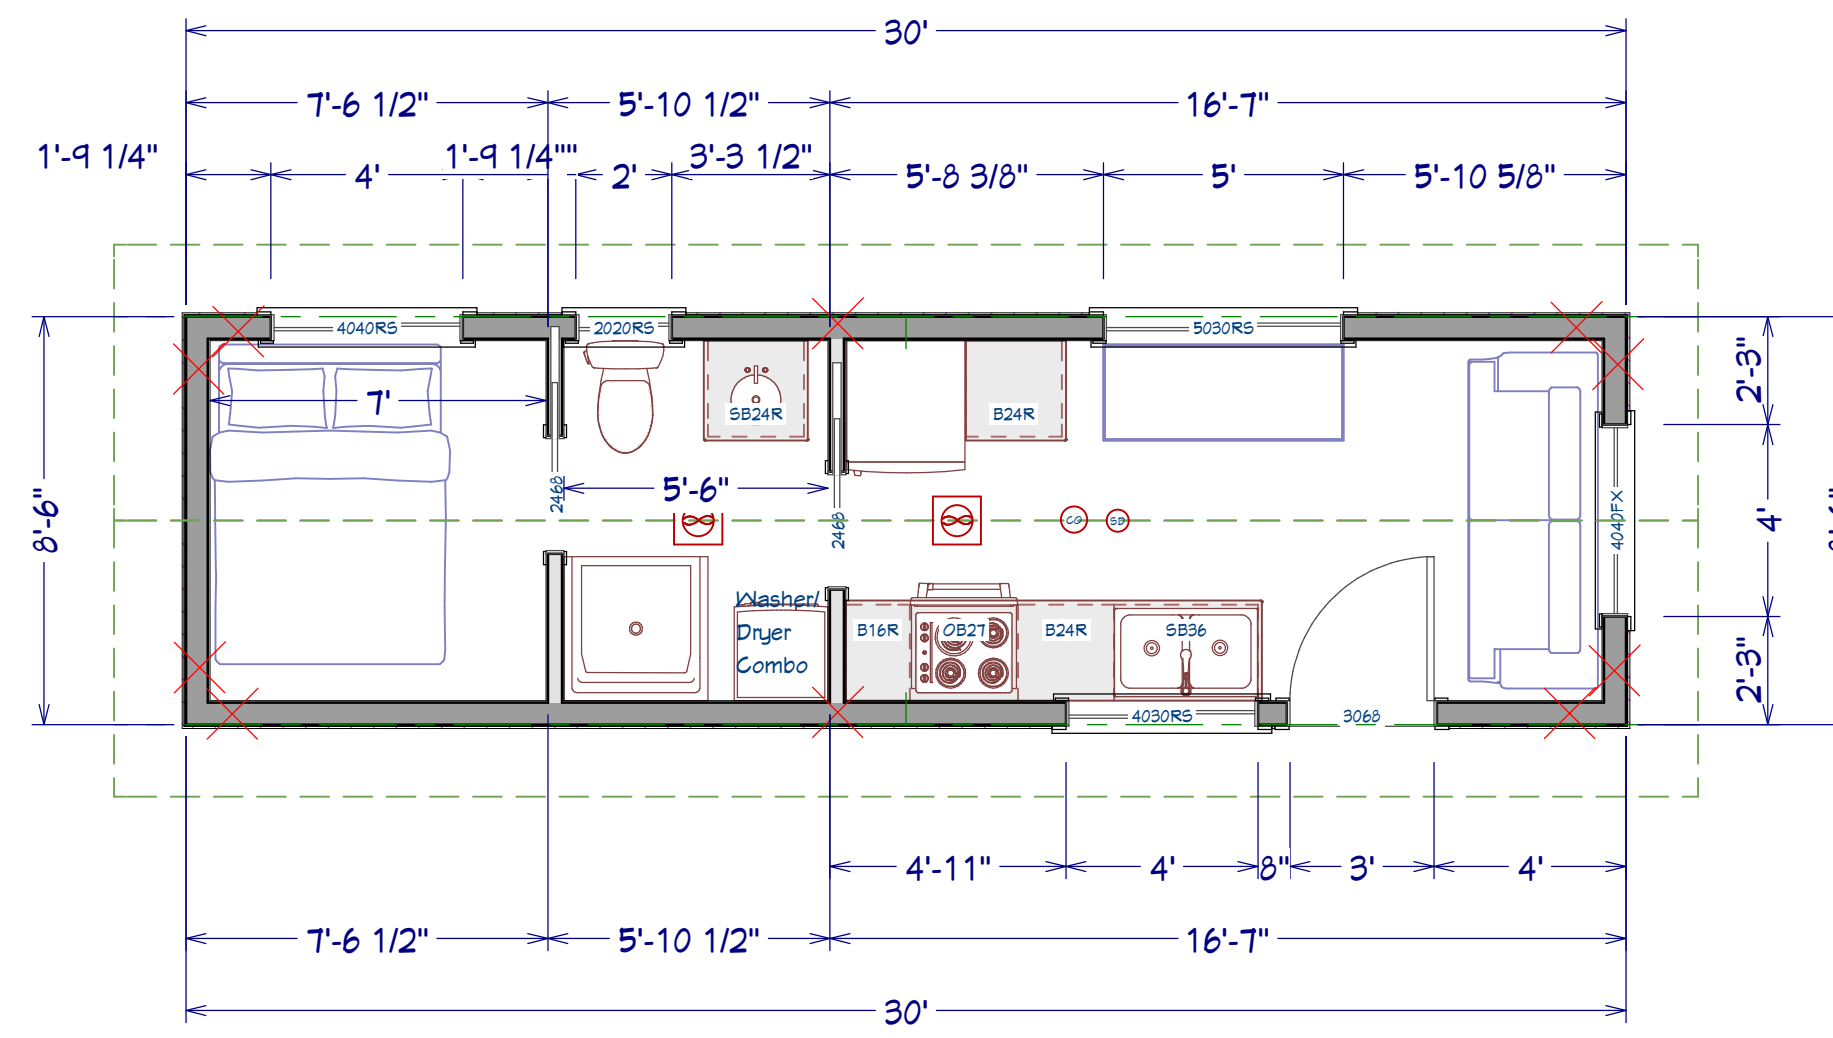 30'
7'-6 1/2" 5'-10 1/2" 16'-7"
1'-9 1/4" 4' 1'-9 1/4"" 2' 3'-3 1/2" 5'-8 3/8" 5' 5'-10 5/8"
4040RS 2020RS 5030RS
2'-3"
7'
SB24R B24R
8'-6"
2468
5'-6"
2468
CO SD
4040FX
4'
Washer/
Dryer
Combo
B16R OB27 B24R SB36
2'-3"
4030RS 3068
4'-11" 4' 8" 3' 4'
7'-6 1/2" 5'-10 1/2" 16'-7"
30'